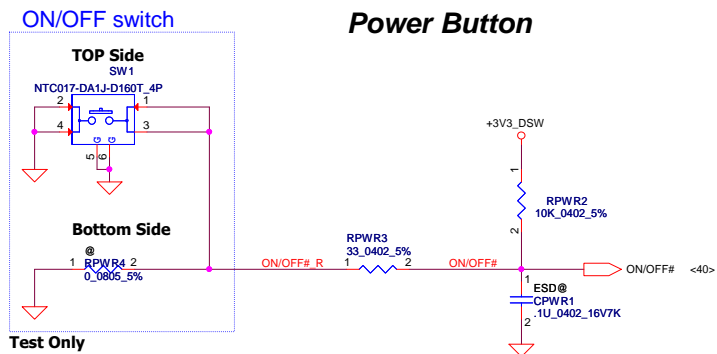 ON/OFF switch
Power Button
TOP Side
SW1
NTC017-DA1J-D160T_4P
2
1
4
3
G
G
5
6
+3V3_DSW
1
RPWR2
10K_0402_5%
2
Bottom Side
@
1
RPWR4
2
0_0805_5%
ON/OFF#_R
RPWR3
33_0402_5%
1
2
ON/OFF#
ON/OFF#
<40>
1
ESD@
CPWR1
.1U_0402_16V7K
2
Test Only